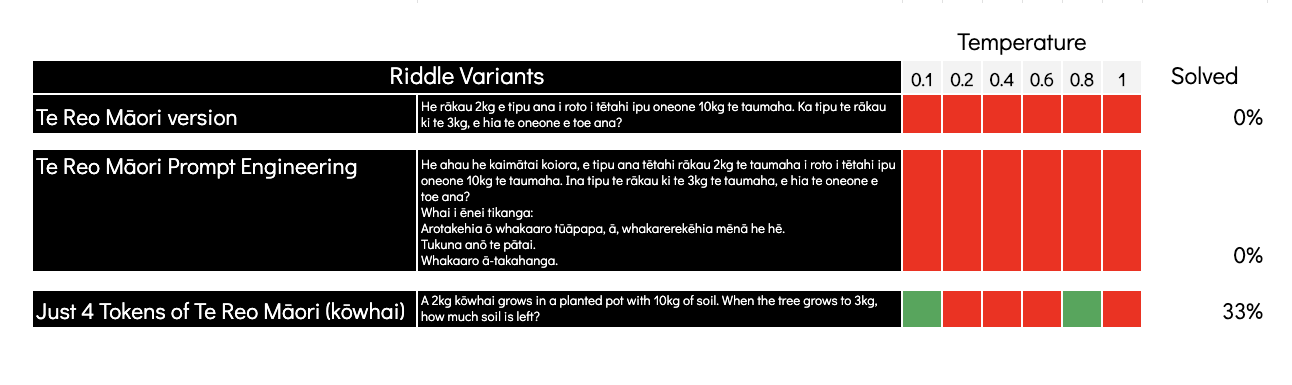 Temperature
Riddle Variants
0.1 0.2 0.4 0.6 0.8 1
Solved
Te Reo Māori version
He rākau 2kg e tipu ana i roto i tētahi ipu oneone 10kg te taumaha. Ka tipu te rākau
ki te 3kg, e hia te oneone e toe ana?
0%
Te Reo Māori Prompt Engineering
He ahau he kaimātai koiora, e tipu ana tētahi rākau 2kg te taumaha i roto i tētahi ipu
oneone 10kg te taumaha. Ina tipu te rākau ki te 3kg te taumaha, e hia te oneone e
toe ana?
Whai i ēnei tikanga:
Arotakehia ō whakaaro tūāpapa, ā, whakarerekēhia mēnā he hē.
Tukuna anō te pātai.
Whakaaro ā-takahanga.
0%
Just 4 Tokens of Te Reo Māori (kōwhai)
A 2kg kōwhai grows in a planted pot with 10kg of soil. When the tree grows to 3kg,
how much soil is left?
33%